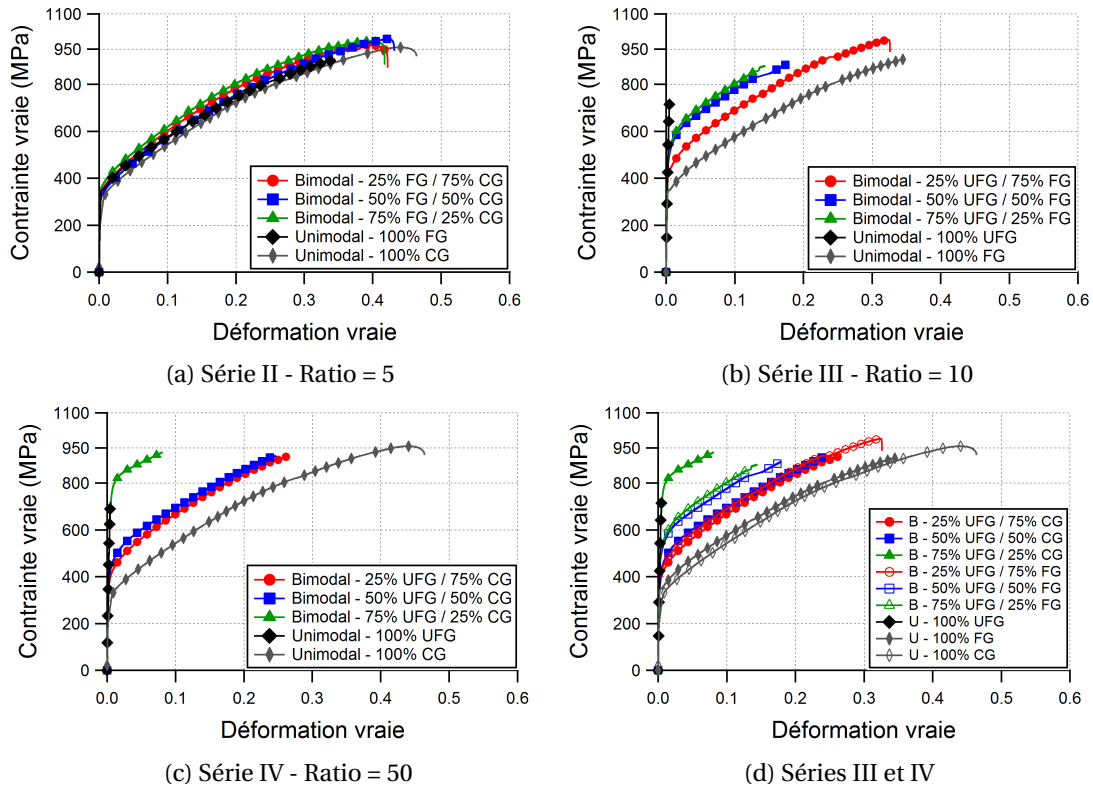 1100
950
800
600
400
200
0
Contrainte vraie (MPa)
Bimodal - 25% FG / 75% CG
Bimodal - 50% FG / 50% CG
Bimodal - 75% FG / 25% CG
Unimodal - 100% FG
Unimodal - 100% CG
0.0 0.1 0.2 0.3 0.4 0.5 0.6
Déformation vraie
(a) Série II - Ratio = 5
1100
950
800
600
400
200
0
Contrainte vraie (MPa)
Bimodal - 25% UFG / 75% FG
Bimodal - 50% UFG / 50% FG
Bimodal - 75% UFG / 25% FG
Unimodal - 100% UFG
Unimodal - 100% FG
0.0 0.1 0.2 0.3 0.4 0.5 0.6
Déformation vraie
(b) Série III - Ratio = 10
1100
950
800
600
400
200
0
Contrainte vraie (MPa)
Bimodal - 25% UFG / 75% CG
Bimodal - 50% UFG / 50% CG
Bimodal - 75% UFG / 25% CG
Unimodal - 100% UFG
Unimodal - 100% CG
0.0 0.1 0.2 0.3 0.4 0.5 0.6
Déformation vraie
(c) Série IV - Ratio = 50
1100
950
800
600
400
200
0
Contrainte vraie (MPa)
B - 25% UFG / 75% CG
B - 50% UFG / 50% CG
B - 75% UFG / 25% CG
B - 25% UFG / 75% FG
B - 50% UFG / 50% FG
B - 75% UFG / 25% FG
U - 100% UFG
U - 100% FG
U - 100% CG
0.0 0.1 0.2 0.3 0.4 0.5 0.6
Déformation vraie
(d) Séries III et IV